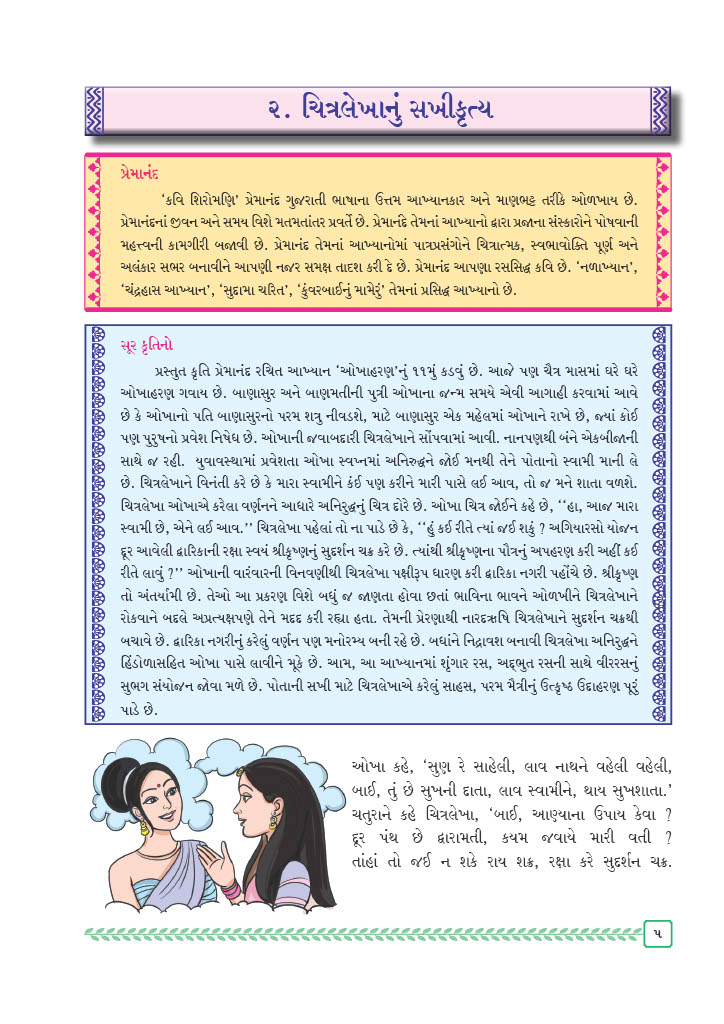 ૨. ચિત્રલેખાનું સખીકૃત્ય
પ્રેમાનંદ
‘કવિ શિરોમણિ’ પ્રેમાનંદ ગુજરાતી ભાષાના ઉત્તમ આખ્યાનકાર અને માણભટ્ટ તરીકે ઓળખાય છે.
પ્રેમાનંદનાં જીવન અને સમય વિશે મતમતાંતર પ્રવર્તે છે. પ્રેમાનંદે તેમનાં આખ્યાનો દ્વારા પ્રજાના સંસ્કારોને પોષવાની
મહત્ત્વની કામગીરી બજાવી છે. પ્રેમાનંદ તેમનાં આખ્યાનોમાં પાત્રપ્રસંગોને ચિત્રાત્મક, સ્વભાવોક્તિ પૂર્ણ અને
અલંકાર સભર બનાવીને આપણી નજર સમક્ષ તાદશ કરી દે છે. પ્રેમાનંદ આપણા રસસિદ્ધ કવિ છે. ‘નળાખ્યાન’,
‘ચંદ્રહાસ આખ્યાન’, ‘સુદામા ચરિત’, ‘કુંવરબાઈનું મામેરું’ તેમનાં પ્રસિદ્ધ આખ્યાનો છે.
સૂર કૃતિનો
પ્રસ્તુત કૃતિ પ્રેમાનંદ રચિત આખ્યાન ‘ઓખાહરણ’નું ૧૧મું કડવું છે. આજે પણ ચૈત્ર માસમાં ઘરે ઘરે
ઓખાહરણ ગવાય છે. બાણાસુર અને બાણમતીની પુત્રી ઓખાના જન્મ સમયે એવી આગાહી કરવામાં આવે
છે કે ઓખાનો પતિ બાણાસુરનો પરમ શત્રુ નીવડશે, માટે બાણાસુર એક મહેલમાં ઓખાને રાખે છે, જ્યાં કોઈ
પણ પુરુષનો પ્રવેશ નિષેધ છે. ઓખાની જવાબદારી ચિત્રલેખાને સોંપવામાં આવી. નાનપણથી બંને એકબીજાની
સાથે જ રહી. યુવાવસ્થામાં પ્રવેશતા ઓખા સ્વપ્નમાં અનિરુદ્ધને જોઈ મનથી તેને પોતાનો સ્વામી માની લે
છે. ચિત્રલેખાને વિનંતી કરે છે કે મારા સ્વામીને કંઈ પણ કરીને મારી પાસે લઈ આવ, તો જ મને શાતા વળશે.
ચિત્રલેખા ઓખાએ કરેલા વર્ણનને આધારે અનિરુદ્ધનું ચિત્ર દોરે છે. ઓખા ચિત્ર જોઈને કહે છે, ‘‘હા, આજ મારા
સ્વામી છે, એને લઈ આવ.’’ ચિત્રલેખા પહેલાં તો ના પાડે છે કે, ‘‘હું કઈ રીતે ત્યાં જઈ શકું ? અગિયારસો યોજન
દૂર આવેલી દ્વારિકાની રક્ષા સ્વયં શ્રીકૃષ્ણનું સુદર્શન ચક્ર કરે છે. ત્યાંથી શ્રીકૃષ્ણના પૌત્રનું અપહરણ કરી અહીં કઈ
રીતે લાવું ?’’ ઓખાની વારંવારની વિનવણીથી ચિત્રલેખા પક્ષીરૂપ ધારણ કરી દ્વારિકા નગરી પહોંચે છે. શ્રીકૃષ્ણ
તો અંતર્યામી છે. તેઓ આ પ્રકરણ વિશે બધું જ જાણતા હોવા છતાં ભાવિના ભાવને ઓળખીને ચિત્રલેખાને
રોકવાને બદલે અપ્રત્યક્ષપણે તેને મદદ કરી રહ્યા હતા. તેમની પ્રેરણાથી નારદઋષિ ચિત્રલેખાને સુદર્શન ચક્રથી
બચાવે છે. દ્વારિકા નગરીનું કરેલું વર્ણન પણ મનોરમ્ય બની રહે છે. બધાંને નિદ્રાવશ બનાવી ચિત્રલેખા અનિરુદ્ધને
હિંડોળાસહિત ઓખા પાસે લાવીને મૂકે છે. આમ, આ આખ્યાનમાં શૃંગાર રસ, અદ્ભુત રસની સાથે વીરરસનું
સુભગ સંયોજન જોવા મળે છે. પોતાની સખી માટે ચિત્રલેખાએ કરેલું સાહસ, પરમ મૈત્રીનું ઉત્કૃષ્ઠ ઉદાહરણ પૂરું
પાડે છે.
ઓખા કહે, ‘સુણ રે સાહેલી, લાવ નાથને વહેલી વહેલી,
બાઈ, તું છે સુખની દાતા, લાવ સ્વામીને, થાય સુખશાતા.’
ચતુરાને કહે ચિત્રલેખા, ‘બાઈ, આણ્યાના ઉપાય કેવા ?
દૂર પંથ છે દ્વારામતી, કયમ જવાયે મારી વતી ?
તાંહાં તો જઈ ન શકે રાય શક્ર, રક્ષા કરે સુદર્શન ચક્ર.
૫